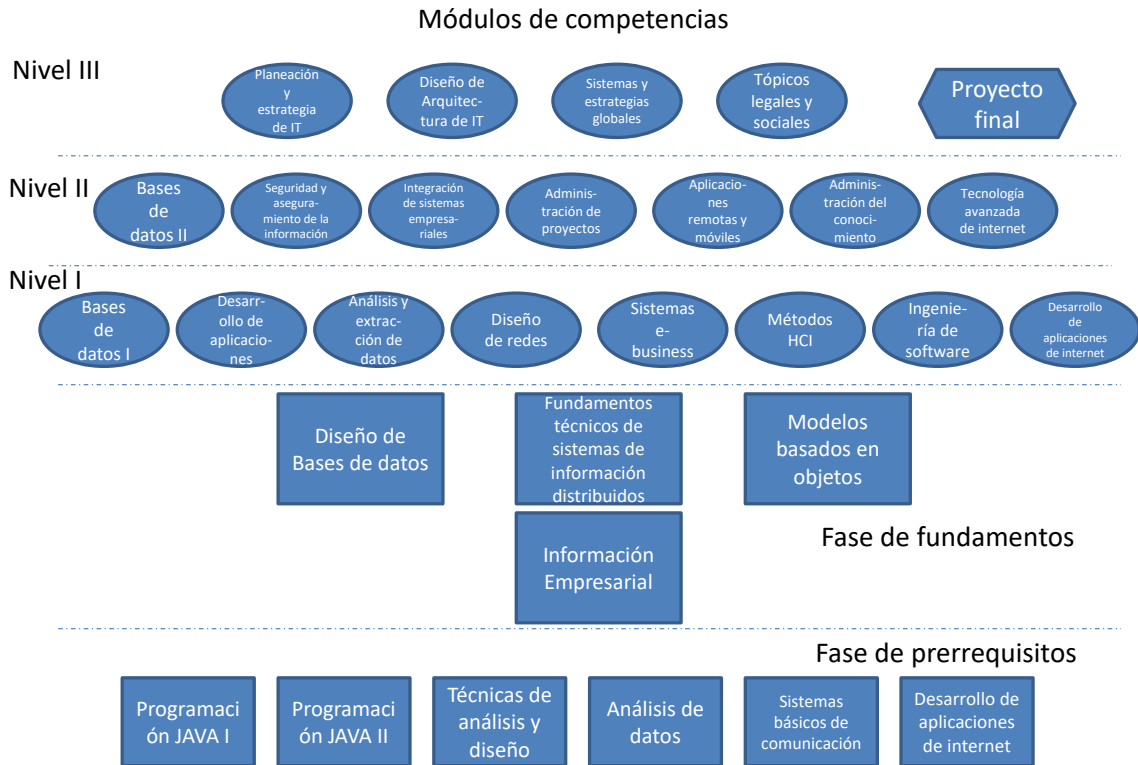 Módulos de competencias
Nivel III
Planeación
y
estrategia
de IT
Diseño de
Arquitec-
tura de IT
Sistemas y
estrategias
globales
Tópicos
legales y
sociales
Proyecto
final
Nivel II
Bases
de
datos II
Seguridad y
asegura-
miento de la
información
Integración
de sistemas
empresa-
riales
Adminis-
tración de
proyectos
Aplicacio-
nes
remotas y
móviles
Adminis-
tración del
conoci-
miento
Tecnología
avanzada
de internet
Nivel I
Bases
de
datos I
Desarr-
ollo de
aplicacio-
nes
Análisis y
extrac-
ción de
datos
Diseño
de redes
Sistemas
e-
business
Métodos
HCI
Ingenie-
ría de
software
Desarrollo
de
aplicaciones
de internet
Diseño de
Bases de datos
Fundamentos
técnicos de
sistemas de
información
distribuidos
Modelos
basados en
objetos
Información
Empresarial
Fase de fundamentos
Fase de prerrequisitos
Programaci
ón JAVA I
Programaci
ón JAVA II
Técnicas de
análisis y
diseño
Análisis de
datos
Sistemas
básicos de
comunicación
Desarrollo de
aplicaciones
de internet